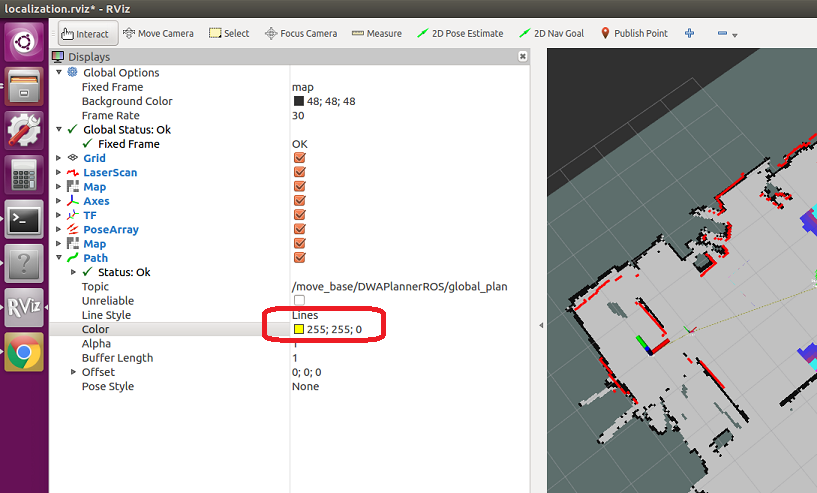 localization.rviz* - RViz
Interact Move Camera Select Focus Camera Measure 2D Pose Estimate 2D Nav Goal Publish Point
Displays
Global Options
Fixed Frame map
Background Color 48; 48; 48
Frame Rate 30
Global Status: Ok
Fixed Frame OK
Grid
LaserScan
Map
Axes
TF
PoseArray
Map
Path
Status: Ok
Topic /move_base/DWAPlannerROS/global_plan
Unreliable
Line Style Lines
Color 255; 255; 0
Alpha 1
Buffer Length 1
Offset 0; 0; 0
Pose Style None
>_
?
RViz